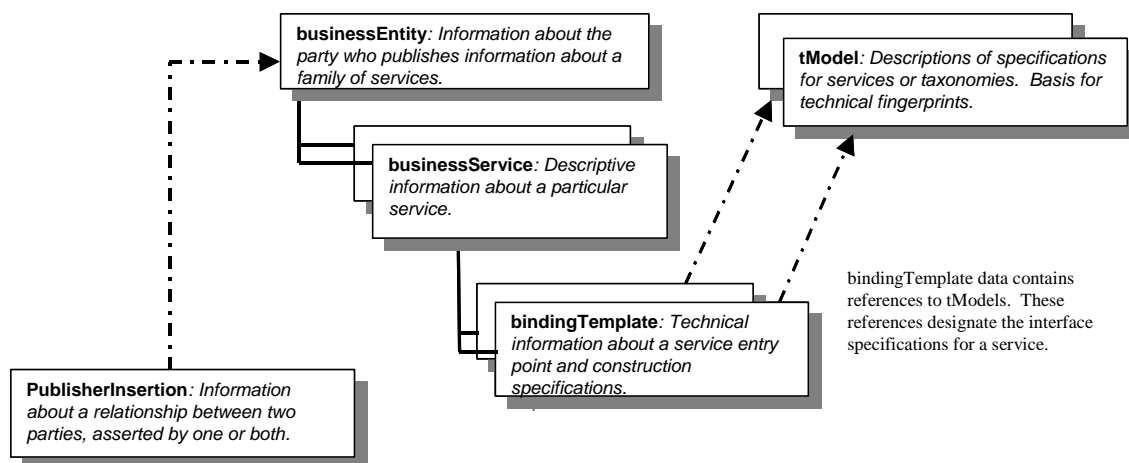 businessEntity: Information about the
party who publishes information about a
family of services.
tModel: Descriptions of specifications
for services or taxonomies. Basis for
technical fingerprints.
businessService: Descriptive
information about a particular
service.
bindingTemplate data contains
references to tModels. These
references designate the interface
specifications for a service.
bindingTemplate: Technical
information about a service entry
point and construction
specifications.
PublisherInsertion: Information
about a relationship between two
parties, asserted by one or both.